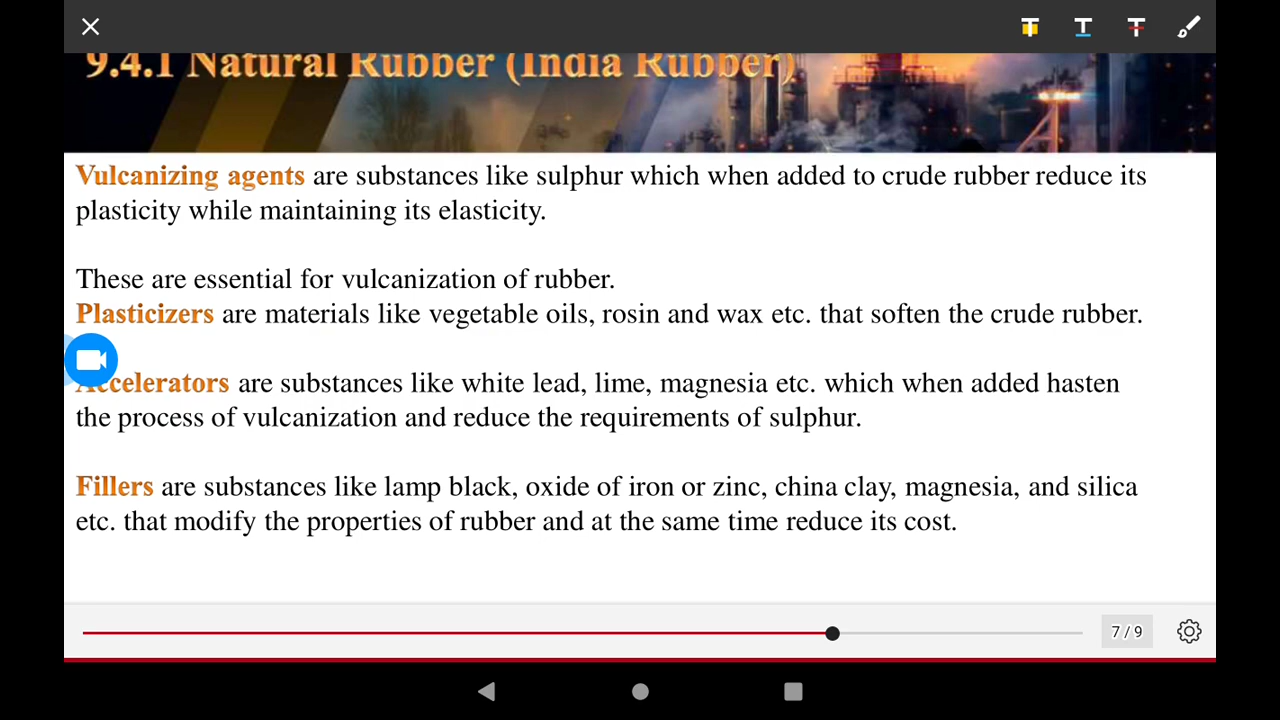 9.4.1 Natural Rubber (India Rubber)
Vulcanizing agents are substances like sulphur which when added to crude rubber reduce its
plasticity while maintaining its elasticity.
These are essential for vulcanization of rubber.
Plasticizers are materials like vegetable oils, rosin and wax etc. that soften the crude rubber.
Accelerators are substances like white lead, lime, magnesia etc. which when added hasten
the process of vulcanization and reduce the requirements of sulphur.
Fillers are substances like lamp black, oxide of iron or zinc, china clay, magnesia, and silica
etc. that modify the properties of rubber and at the same time reduce its cost.
7 / 9